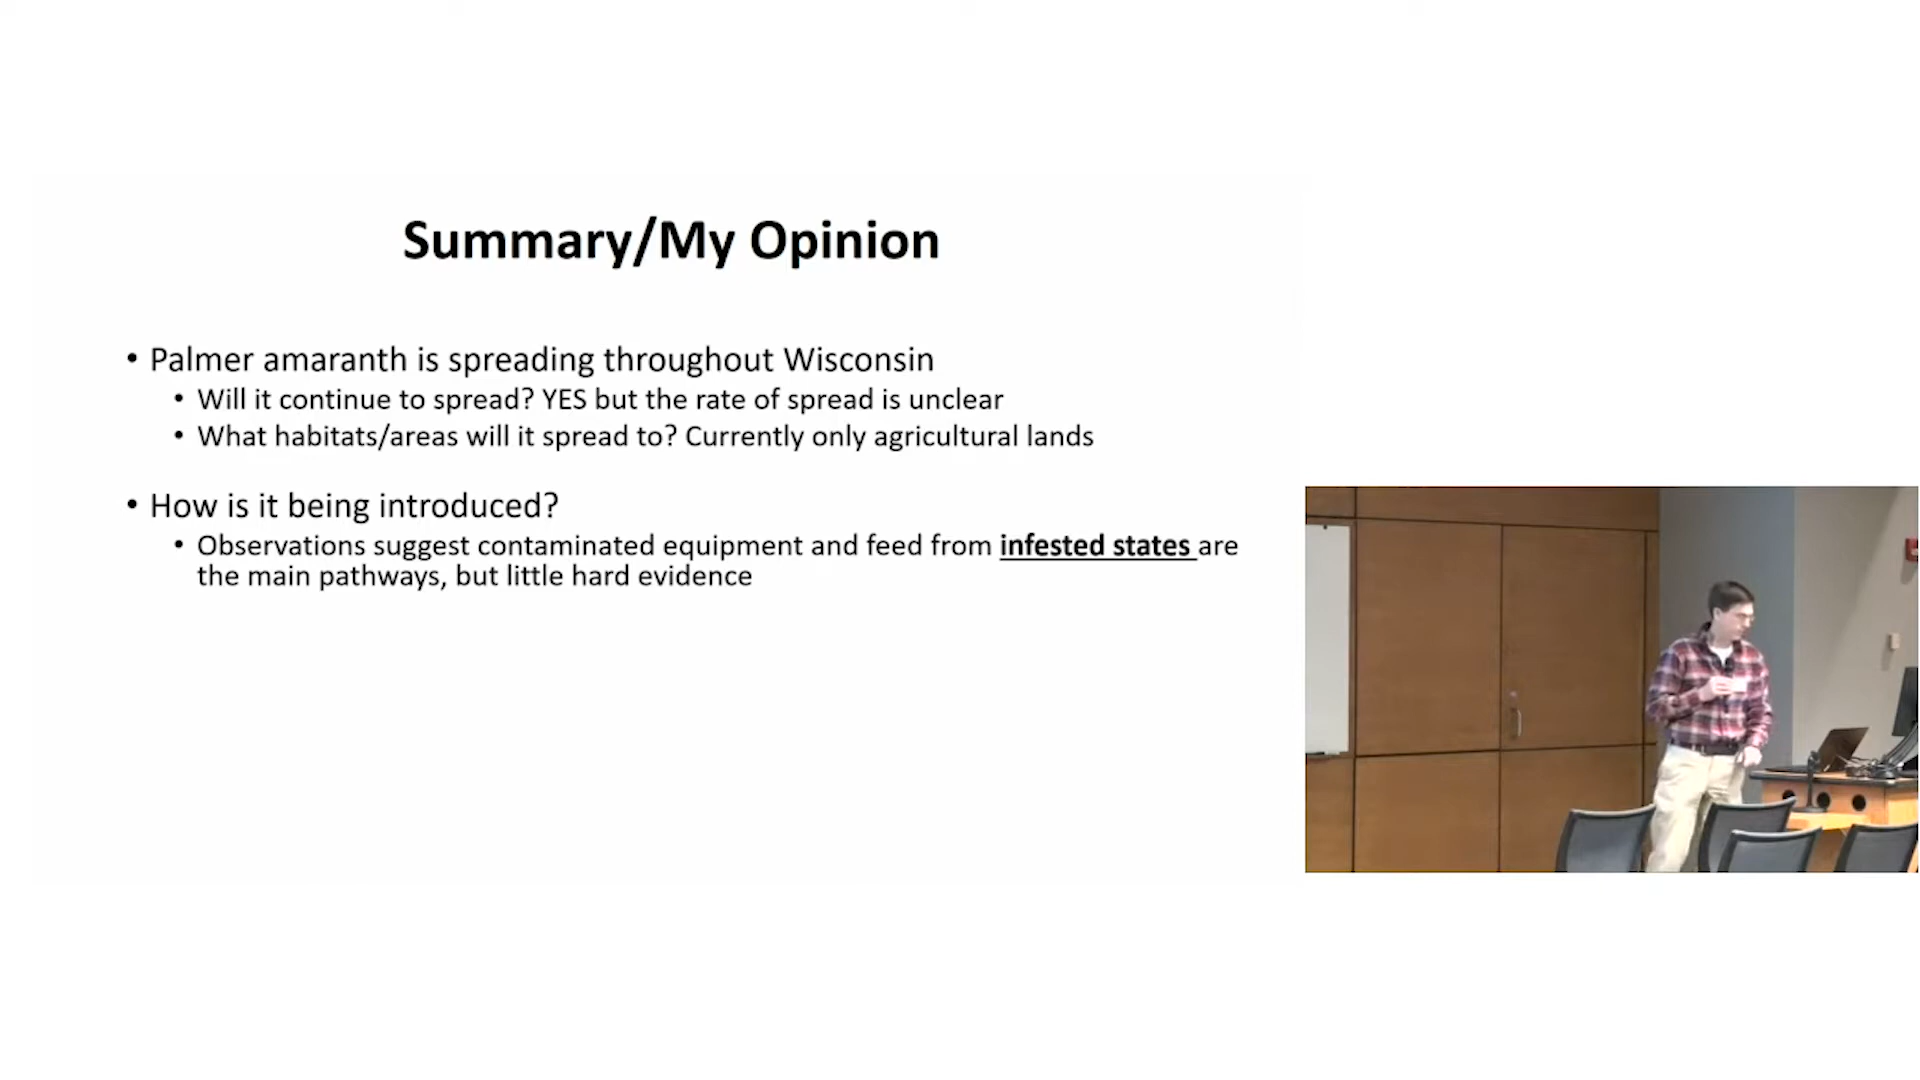 Summary/My Opinion
• Palmer amaranth is spreading throughout Wisconsin
• Will it continue to spread? YES but the rate of spread is unclear
• What habitats/areas will it spread to? Currently only agricultural lands
• How is it being introduced?
• Observations suggest contaminated equipment and feed from infested states are
the main pathways, but little hard evidence